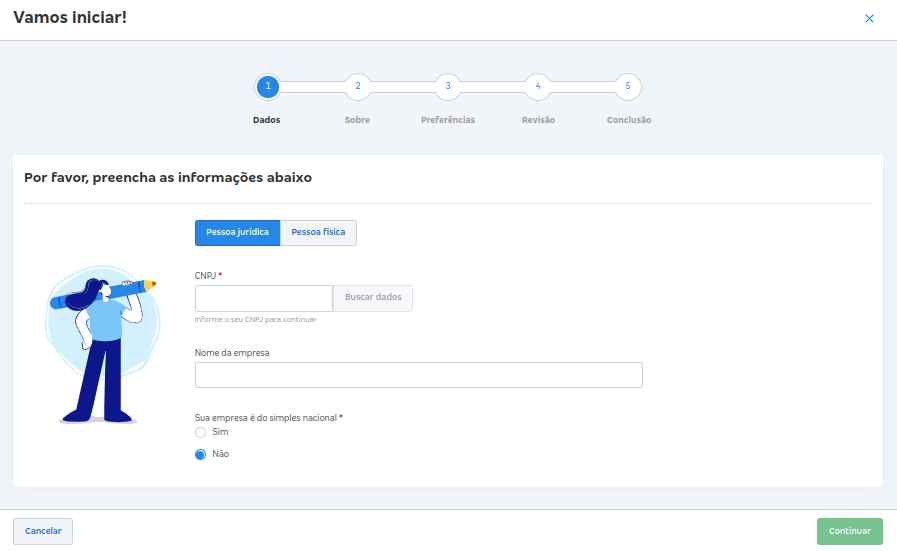 Vamos iniciar!
1 2 3 4 5
Dados Sobre Preferências Revisão Conclusão
Por favor, preencha as informações abaixo
Pessoa jurídica Pessoa física
CNPJ *
Buscar dados
Informe o seu CNPJ para continuar
Nome da empresa
Sua empresa é do simples nacional *
Sim
Não
Cancelar Continuar